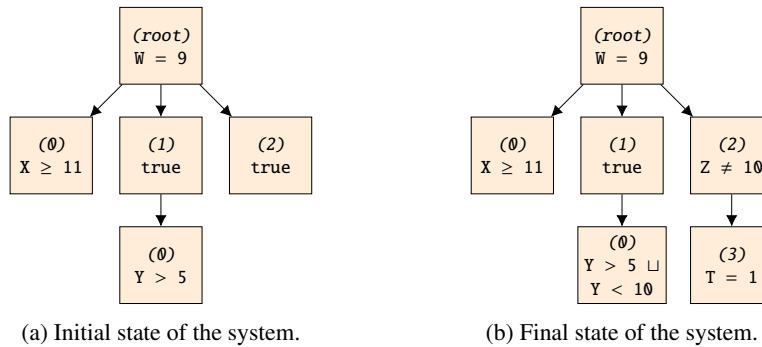 (root)
W = 9
(0)
X ≥ 11
(1)
true
(2)
true
(0)
Y > 5
(a) Initial state of the system.
(root)
W = 9
(0)
X ≥ 11
(1)
true
(2)
Z ≠ 10
(0)
Y > 5 ⊔
Y < 10
(3)
T = 1
(b) Final state of the system.